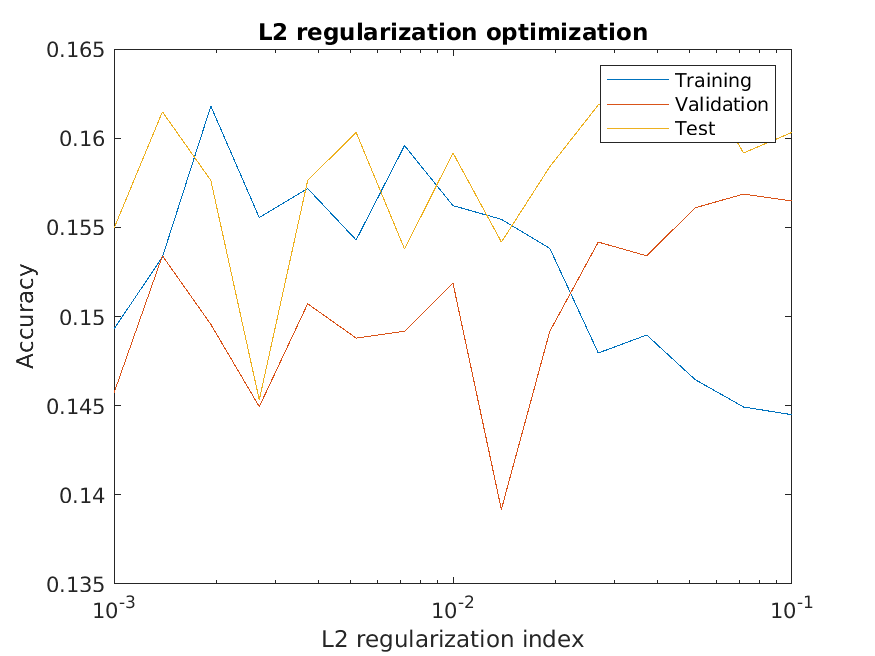 L2 regularization optimization
0.165
0.16
0.155
0.15
0.145
0.14
0.135
Accuracy
Training
Validation
Test
10-3
10-2
10-1
L2 regularization index